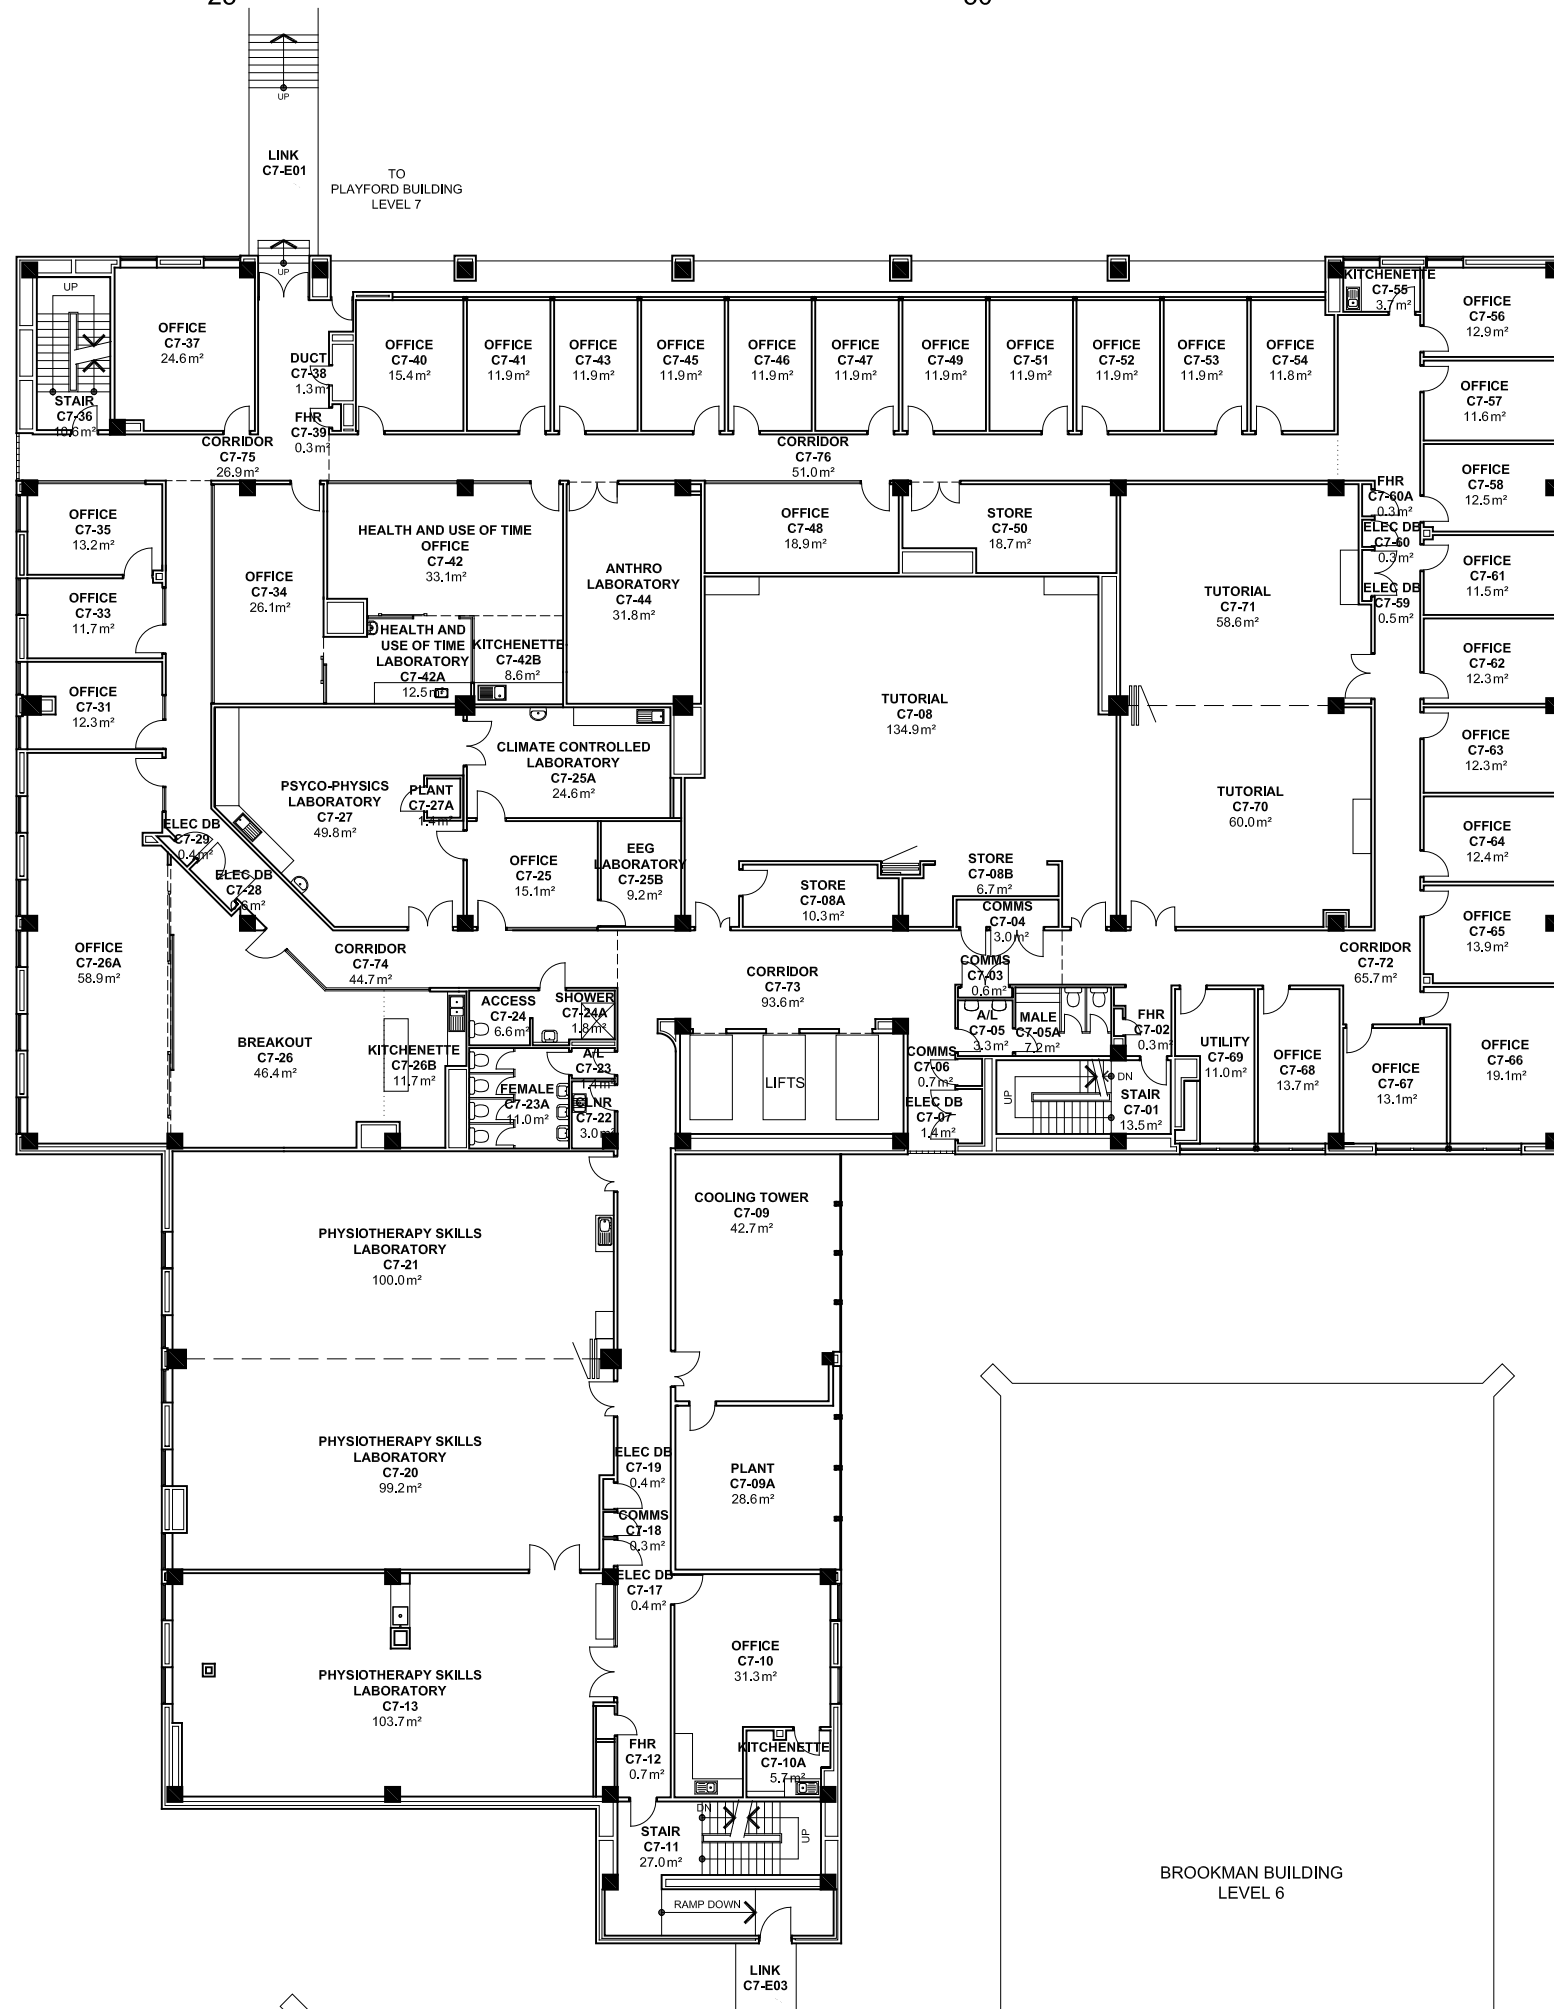 UP
LINK
C7-E01
TO
PLAYFORD BUILDING
LEVEL 7
UP
UP
STAIR
C7-36
10.6m²
OFFICE
C7-37
24.6m²
DUCT
C7-38
1.3m²
FHR
C7-39
0.3m²
OFFICE
C7-40
15.4m²
OFFICE
C7-41
11.9m²
OFFICE
C7-43
11.9m²
OFFICE
C7-45
11.9m²
OFFICE
C7-46
11.9m²
OFFICE
C7-47
11.9m²
OFFICE
C7-49
11.9m²
OFFICE
C7-51
11.9m²
OFFICE
C7-52
11.9m²
OFFICE
C7-53
11.9m²
OFFICE
C7-54
11.8m²
KITCHENETTE
C7-55
3.7m²
OFFICE
C7-56
12.9m²
OFFICE
C7-57
11.6m²
CORRIDOR
C7-75
26.9m²
CORRIDOR
C7-76
51.0m²
OFFICE
C7-58
12.5m²
FHR
C7-60A
0.3m²
ELEC DB
C7-60
0.3m²
ELEC DB
C7-59
0.5m²
OFFICE
C7-61
11.5m²
OFFICE
C7-62
12.3m²
OFFICE
C7-63
12.3m²
OFFICE
C7-64
12.4m²
OFFICE
C7-65
13.9m²
OFFICE
C7-35
13.2m²
OFFICE
C7-33
11.7m²
OFFICE
C7-31
12.3m²
OFFICE
C7-34
26.1m²
HEALTH AND USE OF TIME
OFFICE
C7-42
33.1m²
HEALTH AND
USE OF TIME
LABORATORY
C7-42A
12.5m²
KITCHENETTE
C7-42B
8.6m²
ANTHRO
LABORATORY
C7-44
31.8m²
OFFICE
C7-48
18.9m²
STORE
C7-50
18.7m²
TUTORIAL
C7-71
58.6m²
TUTORIAL
C7-08
134.9m²
TUTORIAL
C7-70
60.0m²
CLIMATE CONTROLLED
LABORATORY
C7-25A
24.6m²
PSYCO-PHYSICS
LABORATORY
C7-27
49.8m²
PLANT
C7-27A
1.4m²
ELEC DB
C7-29
0.4m²
ELEC DB
C7-28
OFFICE
C7-25
15.1m²
EEG
LABORATORY
C7-25B
9.2m²
STORE
C7-08A
10.3m²
STORE
C7-08B
6.7m²
COMMS
C7-04
3.0m²
COMMS
C7-03
0.6m²
OFFICE
C7-26A
58.9m²
CORRIDOR
C7-74
44.7m²
CORRIDOR
C7-73
93.6m²
CORRIDOR
C7-72
65.7m²
ACCESS
C7-24
6.6m²
SHOWER
C7-24A
1.8m²
A/L
C7-05
3.3m²
MALE
C7-05A
7.2m²
FHR
C7-02
0.3m²
UTILITY
C7-69
11.0m²
OFFICE
C7-68
13.7m²
OFFICE
C7-67
13.1m²
OFFICE
C7-66
19.1m²
BREAKOUT
C7-26
46.4m²
KITCHENETTE
C7-26B
11.7m²
A/L
C7-23
1.4m²
FEMALE
C7-23A
11.0m²
CLNR
C7-22
3.0m²
LIFTS
COMMS
C7-06
0.7m²
ELEC DB
C7-07
1.4m²
UP
DN
STAIR
C7-01
13.5m²
PHYSIOTHERAPY SKILLS
LABORATORY
C7-21
100.0m²
COOLING TOWER
C7-09
42.7m²
PHYSIOTHERAPY SKILLS
LABORATORY
C7-20
99.2m²
ELEC DB
C7-19
0.4m²
COMMS
C7-18
0.3m²
ELEC DB
C7-17
0.4m²
PLANT
C7-09A
28.6m²
PHYSIOTHERAPY SKILLS
LABORATORY
C7-13
103.7m²
OFFICE
C7-10
31.3m²
KITCHENETTE
C7-10A
5.7m²
FHR
C7-12
0.7m²
STAIR
C7-11
27.0m²
DN
UP
RAMP DOWN
LINK
C7-E03
BROOKMAN BUILDING
LEVEL 6